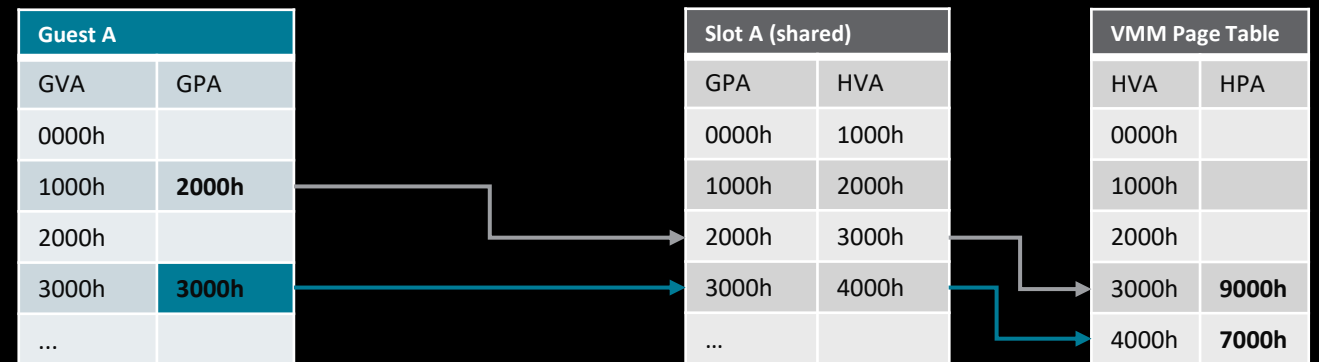 Guest A
GVA GPA
0000h
1000h 2000h
2000h
3000h 3000h
...
Slot A (shared)
GPA HVA
0000h 1000h
1000h 2000h
2000h 3000h
3000h 4000h
...
VMM Page Table
HVA HPA
0000h
1000h
2000h
3000h 9000h
4000h 7000h